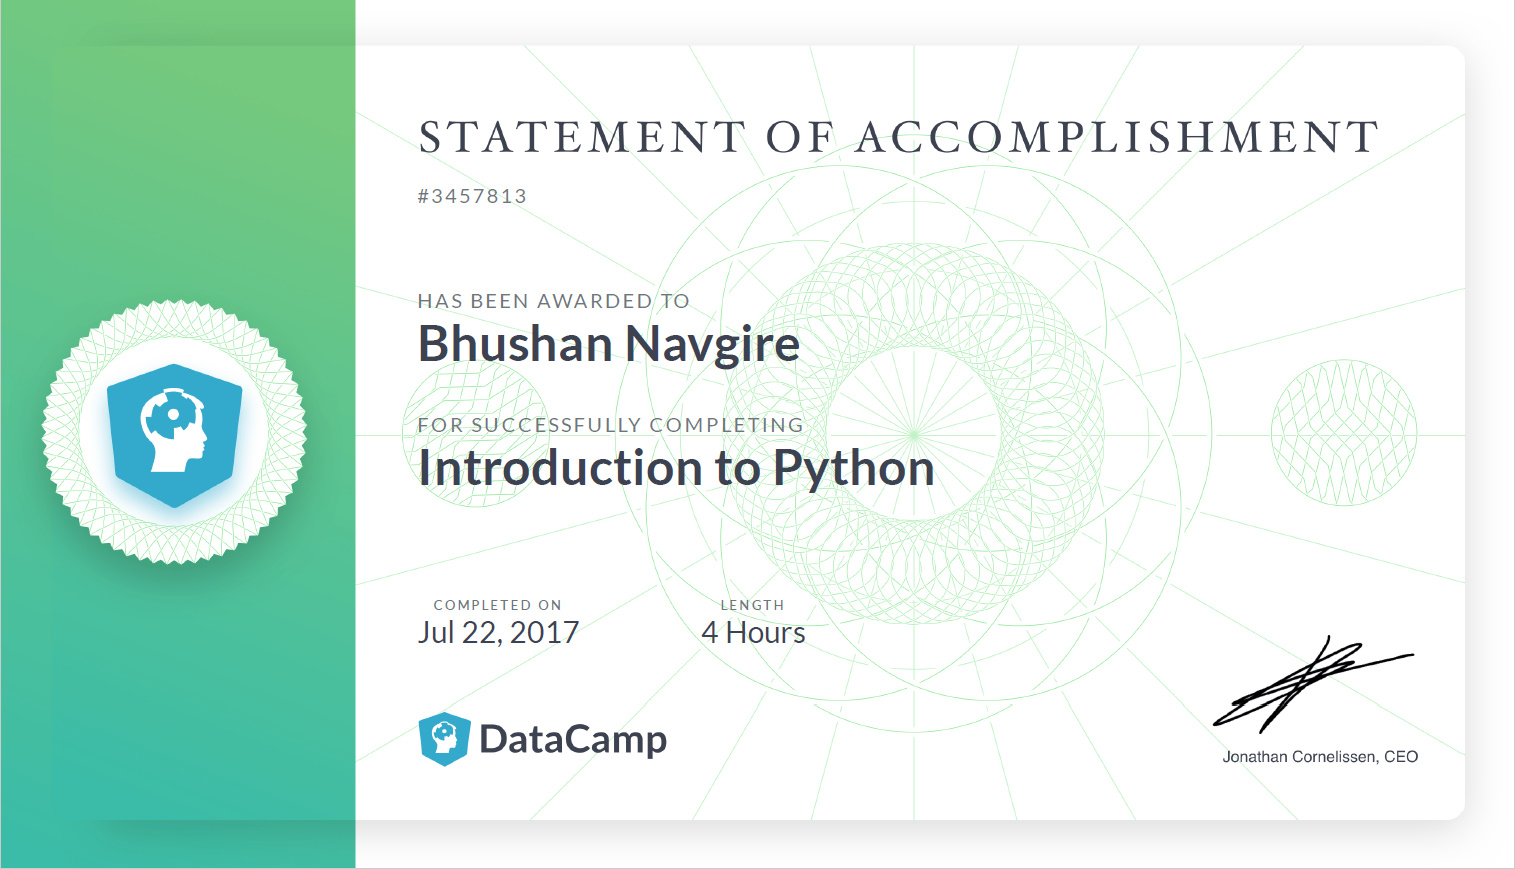 STATEMENT OF ACCOMPLISHMENT
#3457813
HAS BEEN AWARDED TO
Bhushan Navgire
FOR SUCCESSFULLY COMPLETING
Introduction to Python
COMPLETED ON
Jul 22, 2017
LENGTH
4 Hours
DataCamp
Jonathan Cornelissen, CEO